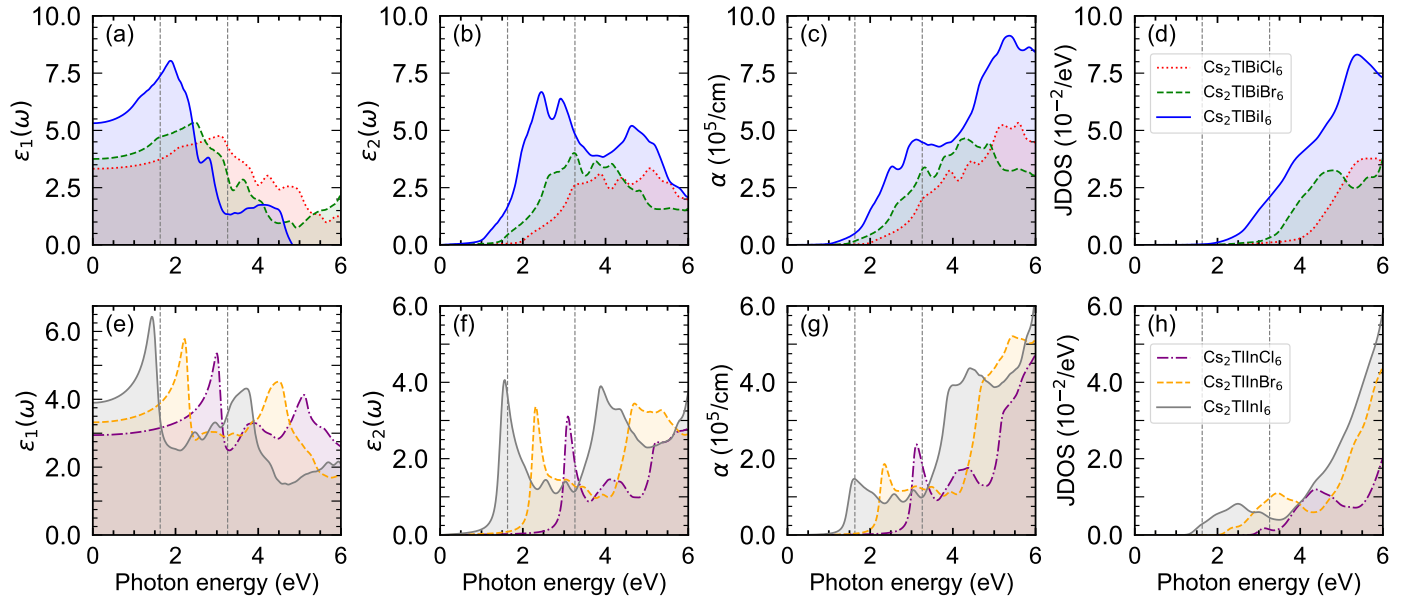 (a)
10.0
7.5
5.0
2.5
0.0
ε₁(ω)
0 2 4 6
(b)
10.0
7.5
5.0
2.5
0.0
ε₂(ω)
0 2 4 6
(c)
10.0
7.5
5.0
2.5
0.0
α (10⁵/cm)
0 2 4 6
(d)
10.0
7.5
5.0
2.5
0.0
JDOS (10⁻²/eV)
Cs₂TlBiCl₆
Cs₂TlBiBr₆
Cs₂TlBiI₆
0 2 4 6
(e)
6.0
4.0
2.0
0.0
ε₁(ω)
0 2 4 6
Photon energy (eV)
(f)
6.0
4.0
2.0
0.0
ε₂(ω)
0 2 4 6
Photon energy (eV)
(g)
6.0
4.0
2.0
0.0
α (10⁵/cm)
0 2 4 6
Photon energy (eV)
(h)
6.0
4.0
2.0
0.0
JDOS (10⁻²/eV)
Cs₂TlInCl₆
Cs₂TlInBr₆
Cs₂TlInI₆
0 2 4 6
Photon energy (eV)